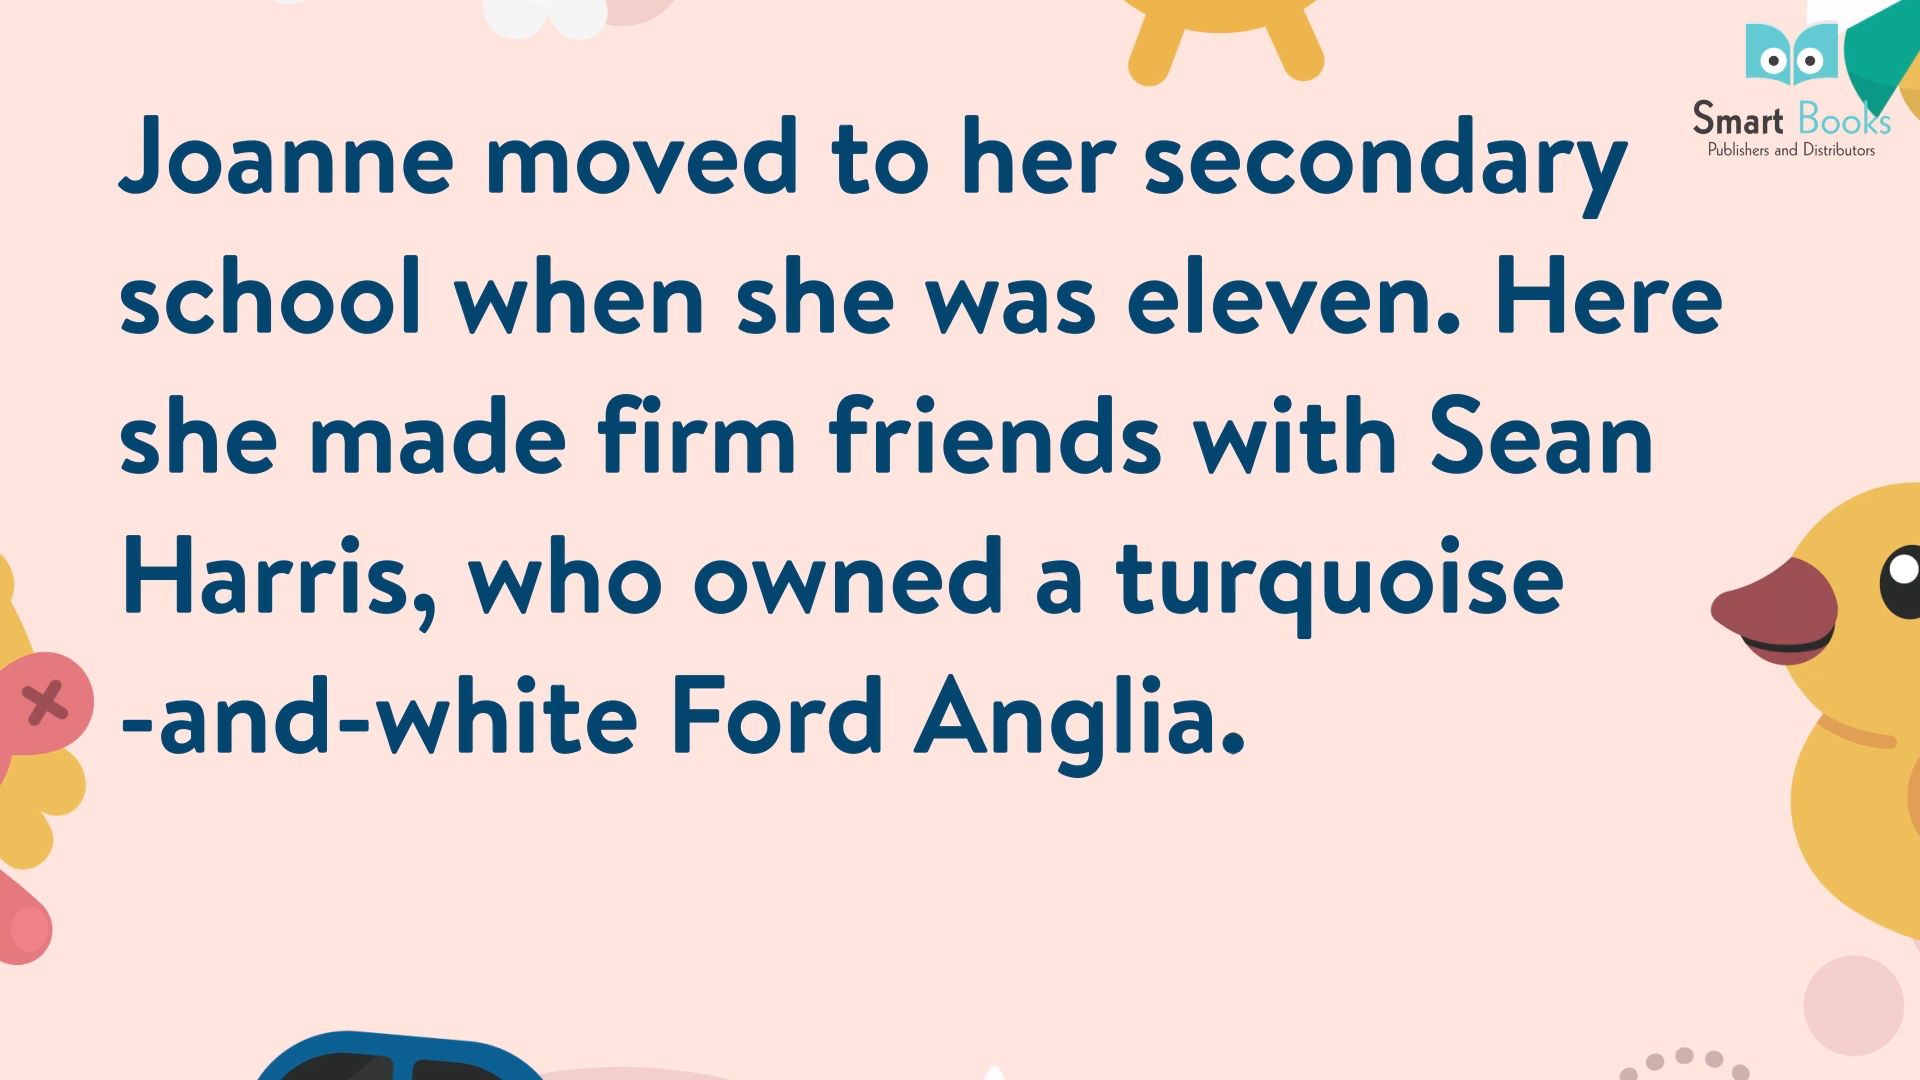 Smart Books
Publishers and Distributors
Joanne moved to her secondary
school when she was eleven. Here
she made firm friends with Sean
Harris, who owned a turquoise
-and-white Ford Anglia.